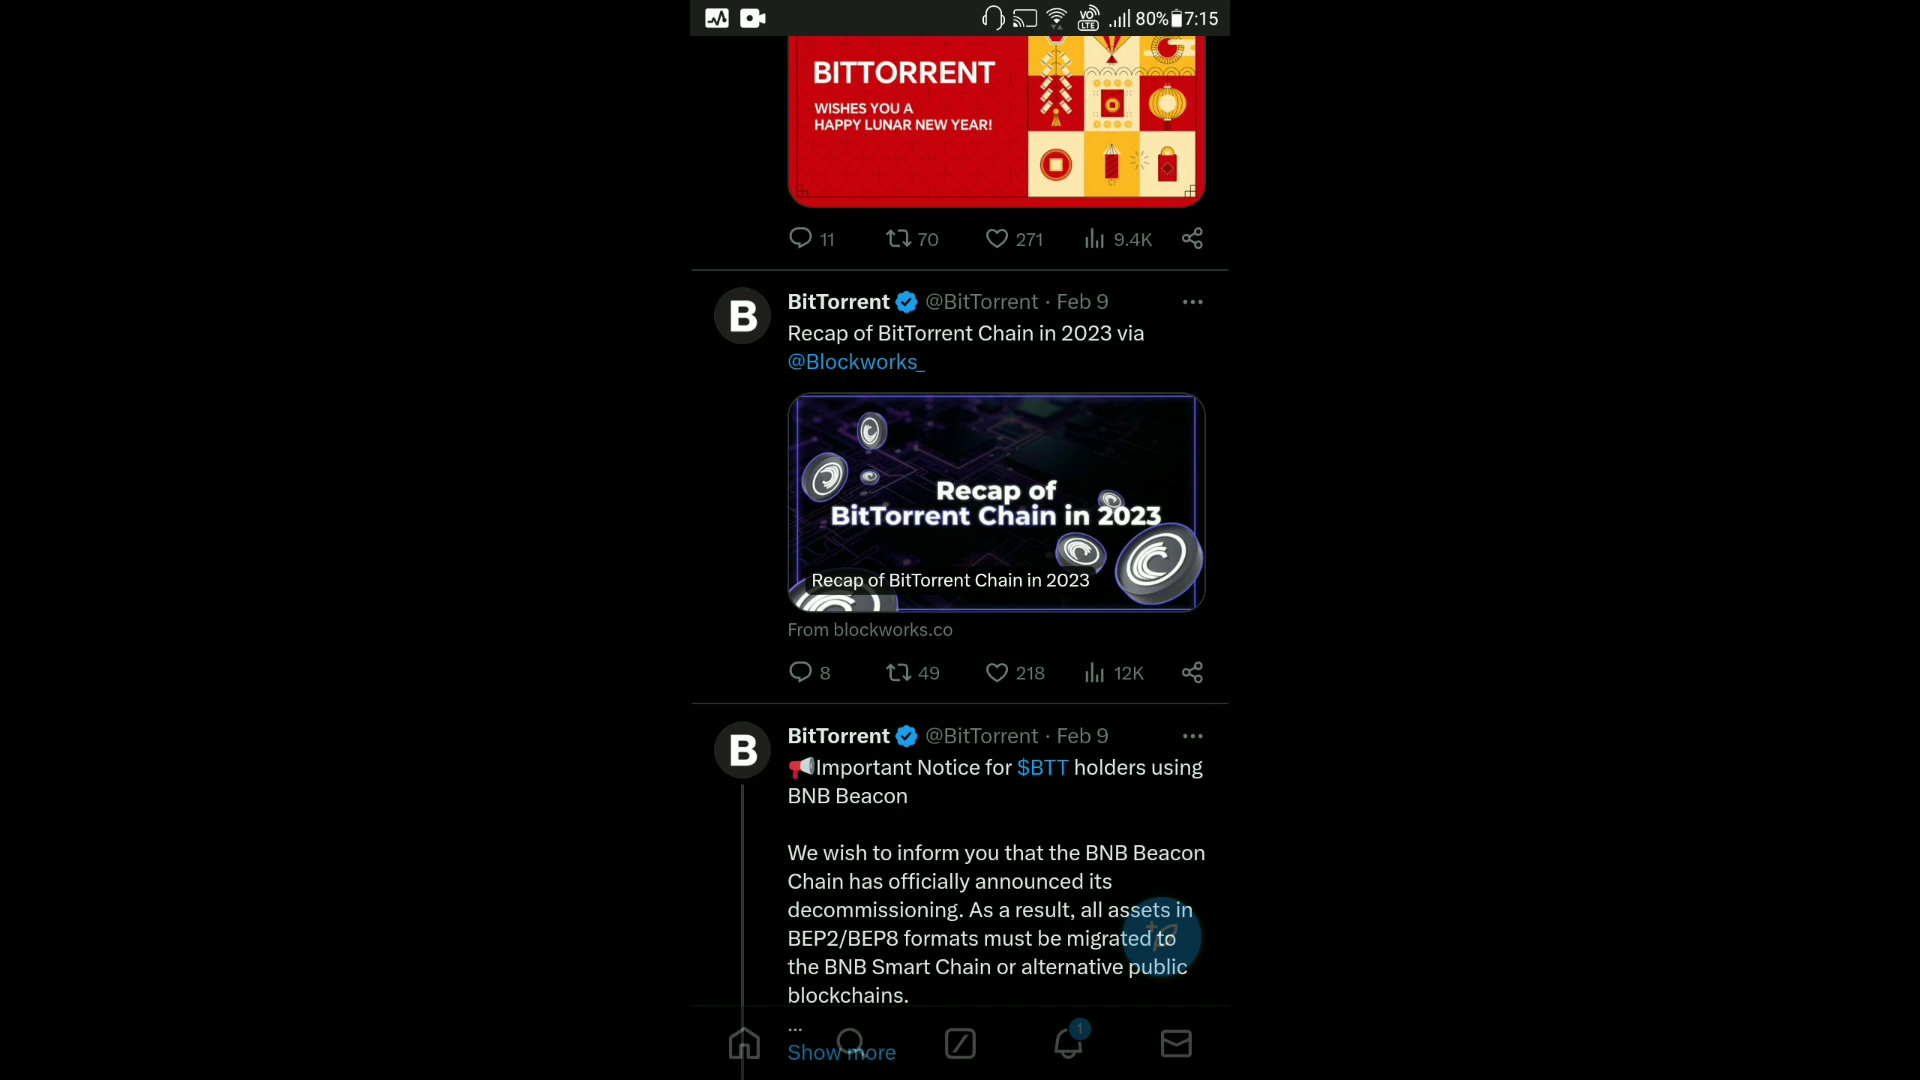 VO
LTE
80%
7:15
BITTORRENT
WISHES YOU A
HAPPY LUNAR NEW YEAR!
11
70
271
9.4K
B
BitTorrent @BitTorrent · Feb 9
Recap of BitTorrent Chain in 2023 via
@Blockworks_
Recap of
BitTorrent Chain in 2023
Recap of BitTorrent Chain in 2023
From blockworks.co
8
49
218
12K
B
BitTorrent @BitTorrent · Feb 9
Important Notice for $BTT holders using
BNB Beacon
We wish to inform you that the BNB Beacon
Chain has officially announced its
decommissioning. As a result, all assets in
BEP2/BEP8 formats must be migrated to
the BNB Smart Chain or alternative public
blockchains.
...
Show more
1